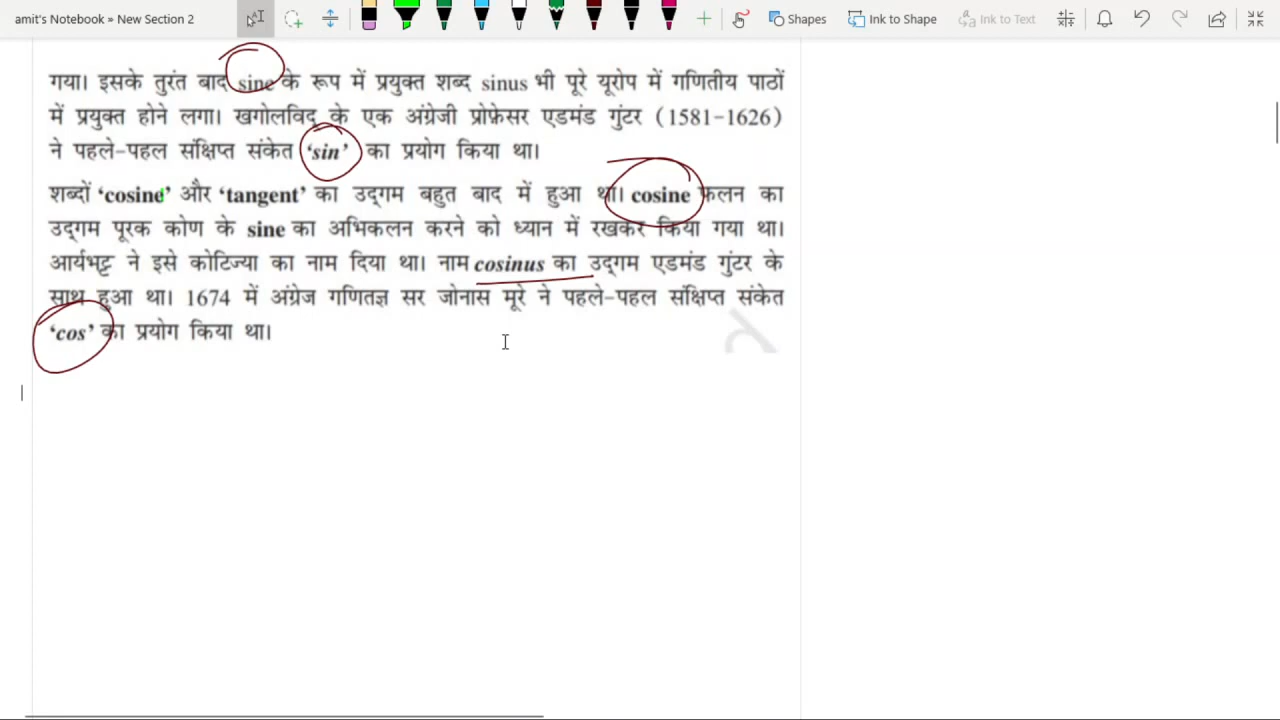 amit's Notebook » New Section 2
Shapes
Ink to Shape
Ink to Text
गया। इसके तुरंत बाद sine के रूप में प्रयुक्त शब्द sinus भी पूरे यूरोप में गणितीय पाठों
में प्रयुक्त होने लगा। खगोलविद् के एक अंग्रेजी प्रोफ़ेसर एडमंड गुंटर (1581–1626)
ने पहले-पहल संक्षिप्त संकेत ‘sin’ का प्रयोग किया था।
शब्दों ‘cosine’ और ‘tangent’ का उद्गम बहुत बाद में हुआ था। cosine फलन का
उद्गम पूरक कोण के sine का अभिकलन करने को ध्यान में रखकर किया गया था।
आर्यभट्ट ने इसे कोटिज्या का नाम दिया था। नाम cosinus का उद्गम एडमंड गुंटर के
साथ हुआ था। 1674 में अंग्रेज गणितज्ञ सर जोनास मूरे ने पहले-पहल संक्षिप्त संकेत
‘cos’ का प्रयोग किया था।